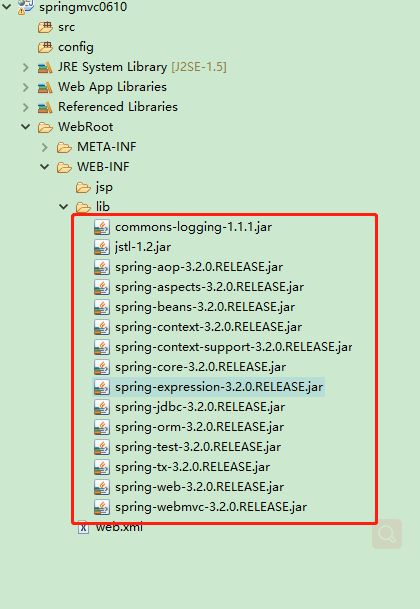 springmvc0610
src
config
JRE System Library [J2SE-1.5]
Web App Libraries
Referenced Libraries
WebRoot
META-INF
WEB-INF
jsp
lib
commons-logging-1.1.1.jar
jstl-1.2.jar
spring-aop-3.2.0.RELEASE.jar
spring-aspects-3.2.0.RELEASE.jar
spring-beans-3.2.0.RELEASE.jar
spring-context-3.2.0.RELEASE.jar
spring-context-support-3.2.0.RELEASE.jar
spring-core-3.2.0.RELEASE.jar
spring-expression-3.2.0.RELEASE.jar
spring-jdbc-3.2.0.RELEASE.jar
spring-orm-3.2.0.RELEASE.jar
spring-test-3.2.0.RELEASE.jar
spring-tx-3.2.0.RELEASE.jar
spring-web-3.2.0.RELEASE.jar
spring-webmvc-3.2.0.RELEASE.jar
web.xml